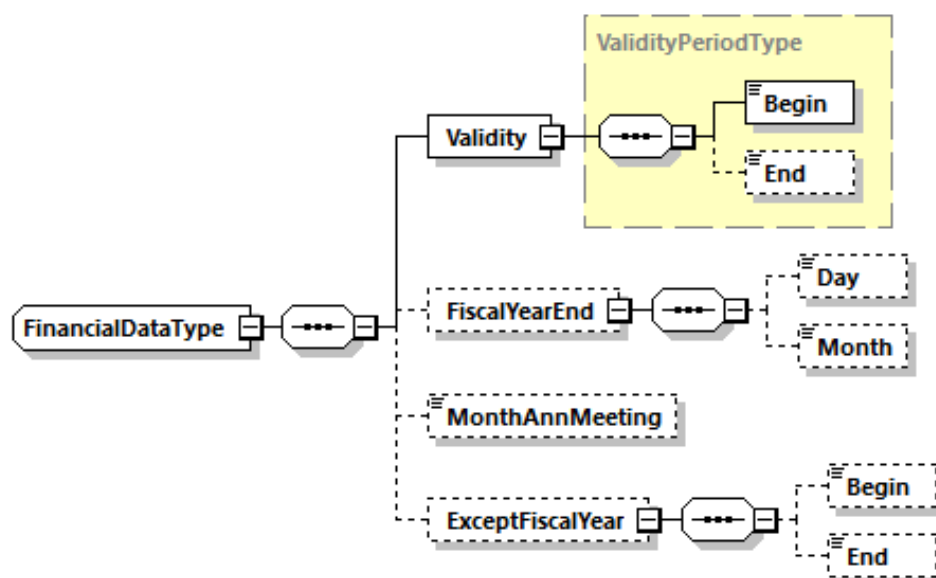 ValidityPeriodType
Begin
Validity
End
Day
FinancialDataType
FiscalYearEnd
Month
MonthAnnMeeting
Begin
ExceptFiscalYear
End